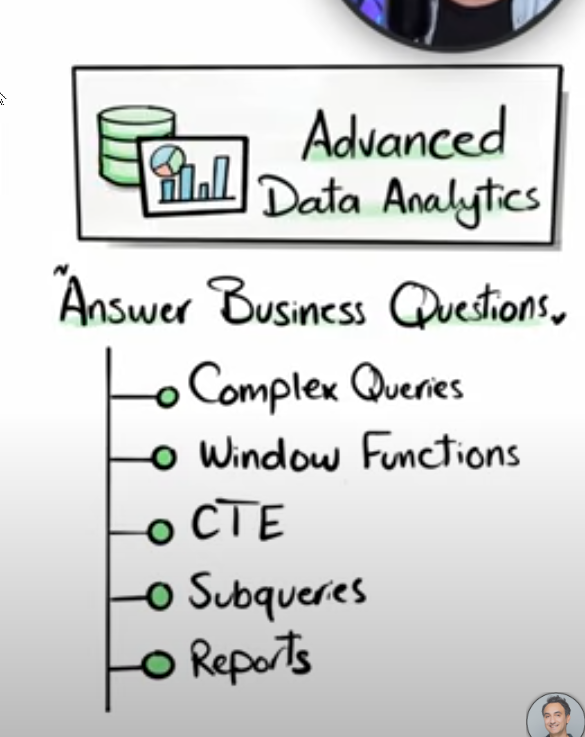 Advanced
Data Analytics
"Answer Business Questions"
Complex Queries
Window Functions
CTE
Subqueries
Reports